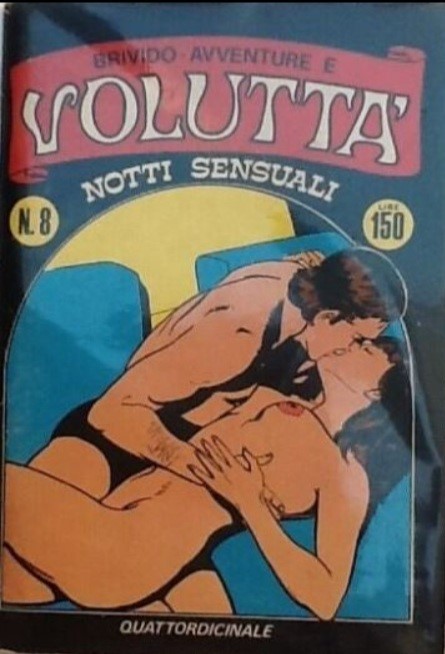 BRIVIDO - AVVENTURE E
VOLUTTA'
NOTTI SENSUALI
N. 8
LIRE
150
QUATTORDICINALE